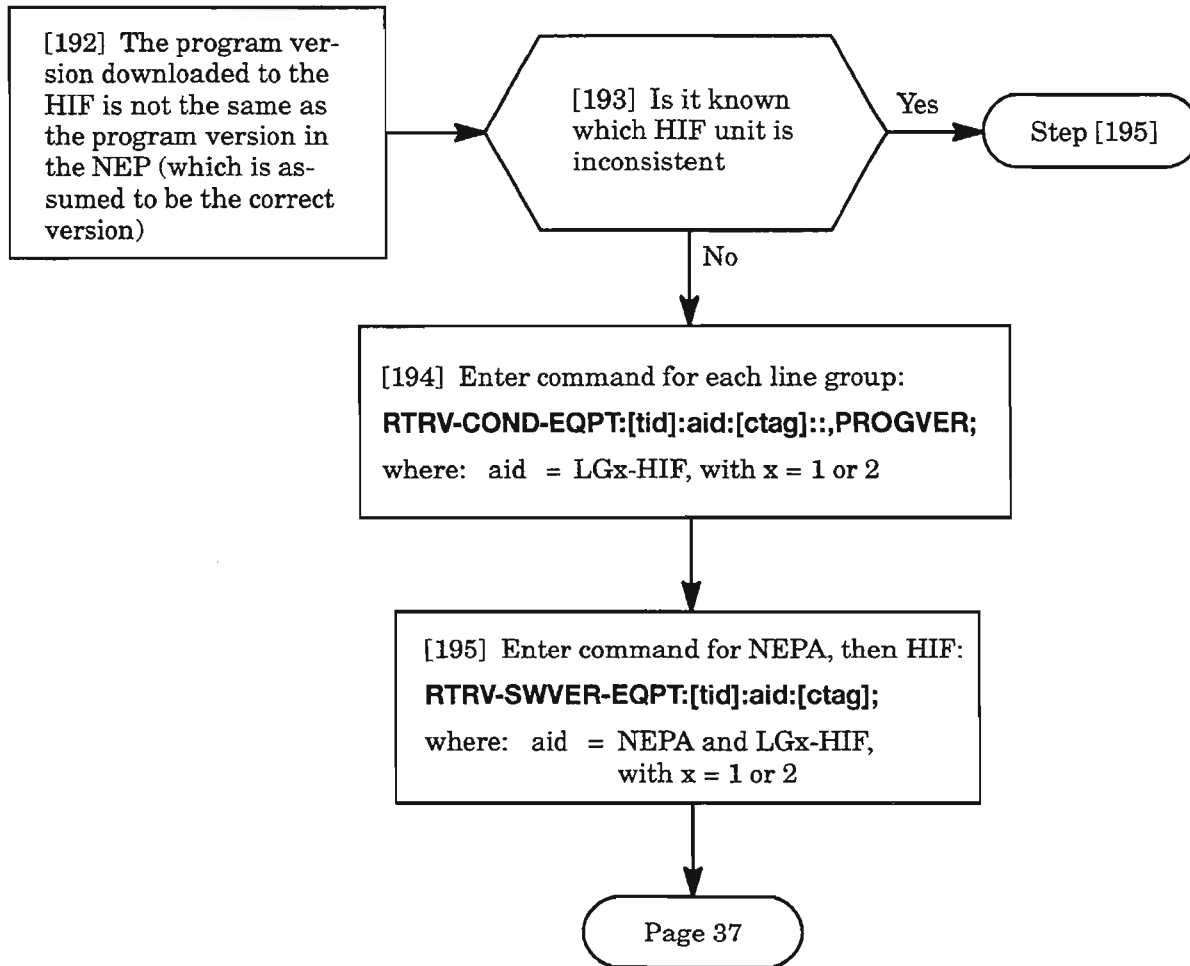 [192] The program ver-
sion downloaded to the
HIF is not the same as
the program version in
the NEP (which is as-
sumed to be the correct
version)
[193] Is it known
which HIF unit is
inconsistent
Yes
Step [195]
No
[194] Enter command for each line group:
RTRV-COND-EQPT:[tid]:aid:[ctag]::,PROGVER;
where: aid = LGx-HIF, with x = 1 or 2
[195] Enter command for NEPA, then HIF:
RTRV-SWVER-EQPT:[tid]:aid:[ctag];
where: aid = NEPA and LGx-HIF,
with x = 1 or 2
Page 37